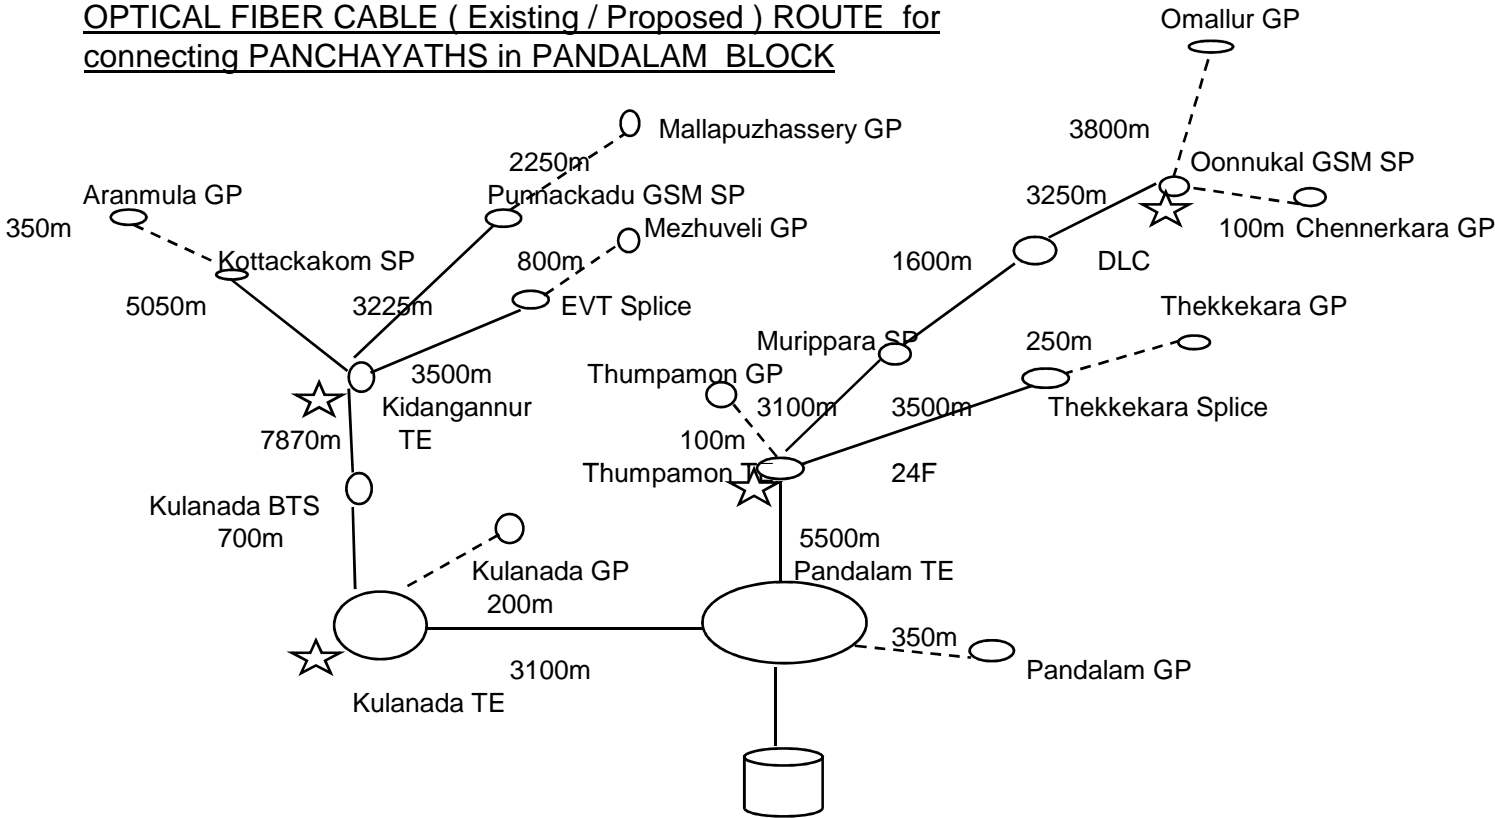 OPTICAL FIBER CABLE ( Existing / Proposed ) ROUTE for
connecting PANCHAYATHS in PANDALAM BLOCK
Omallur GP
3800m
Mallapuzhassery GP
2250m
Oonnukal GSM SP
Aranmula GP
Punnackadu GSM SP
3250m
350m
Mezhuveli GP
100m Chennerkara GP
Kottackakom SP
800m
1600m
DLC
5050m
3225m
EVT Splice
Thekkekara GP
Murippara SP
250m
3500m
Thumpamon GP
Kidangannur
TE
3100m
3500m
Thekkekara Splice
7870m
100m
Thumpamon TE
24F
Kulanada BTS
700m
5500m
Kulanada GP
200m
Pandalam TE
350m
3100m
Pandalam GP
Kulanada TE